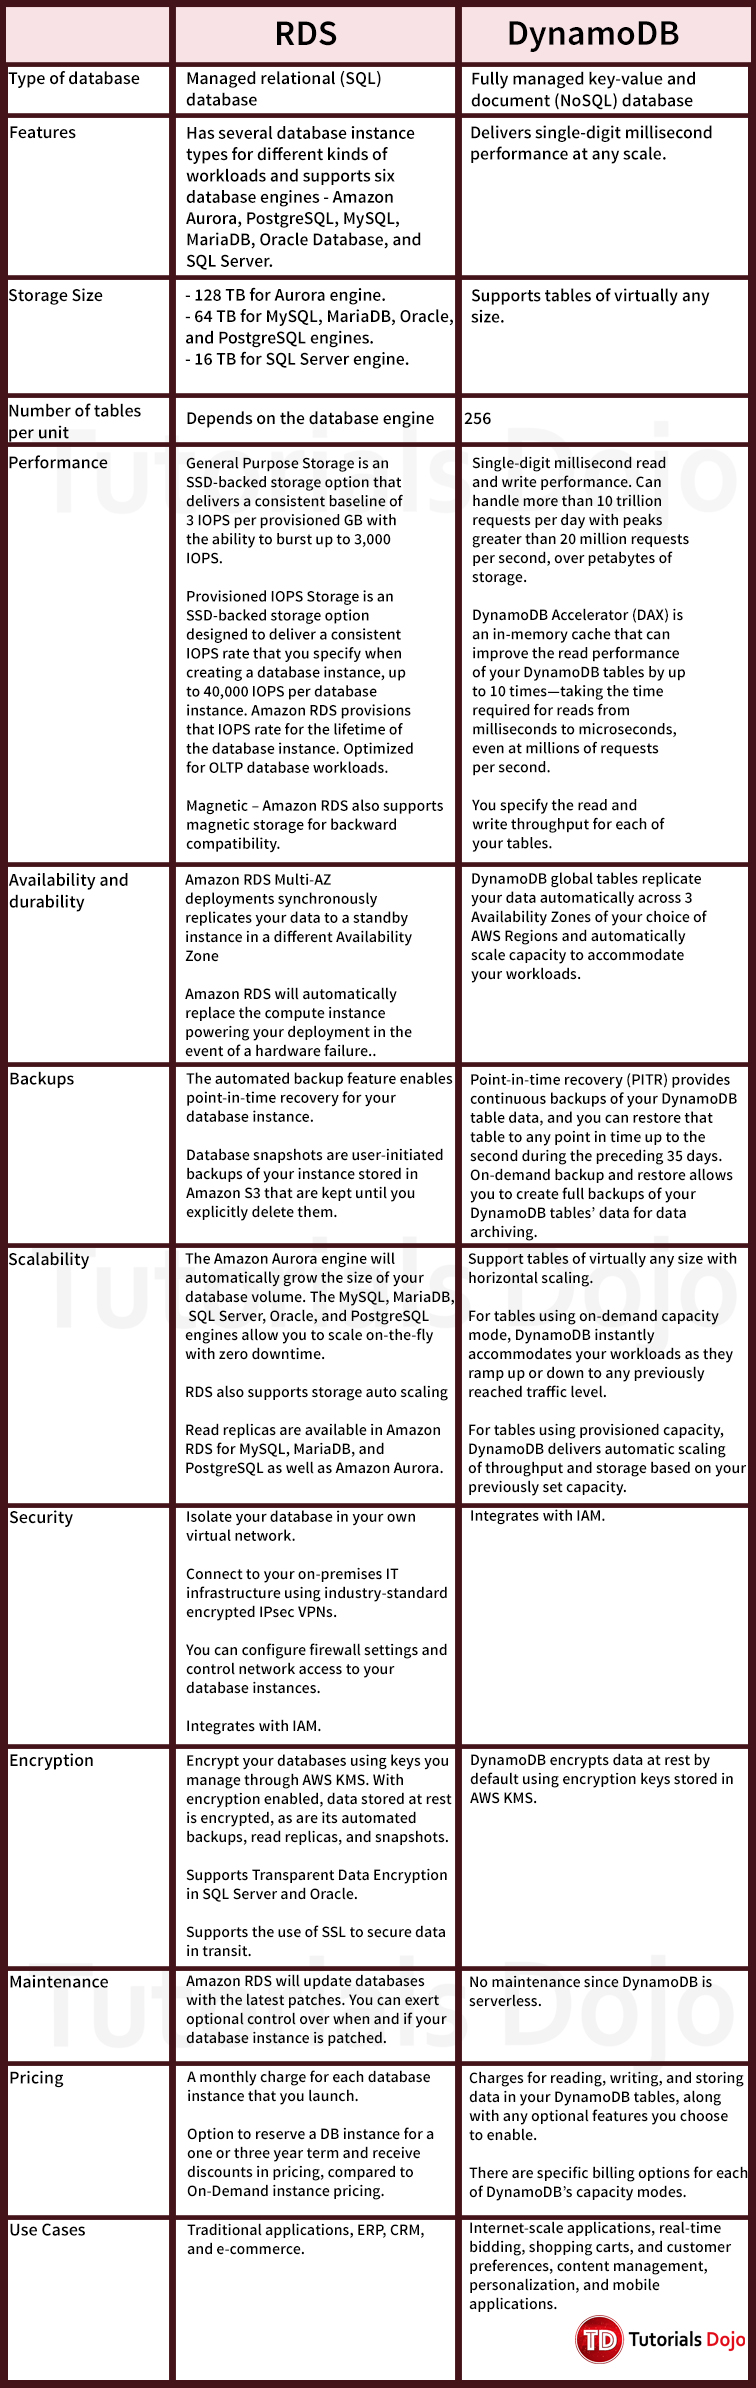 RDS
DynamoDB
Type of database
Managed relational (SQL)
database
Fully managed key-value and
document (NoSQL) database
Features
Has several database instance
types for different kinds of
workloads and supports six
database engines - Amazon
Aurora, PostgreSQL, MySQL,
MariaDB, Oracle Database, and
SQL Server.
Delivers single-digit millisecond
performance at any scale.
Storage Size
- 128 TB for Aurora engine.
- 64 TB for MySQL, MariaDB, Oracle,
and PostgreSQL engines.
- 16 TB for SQL Server engine.
Supports tables of virtually any
size.
Number of tables
per unit
Depends on the database engine
256
Performance
General Purpose Storage is an
SSD-backed storage option that
delivers a consistent baseline of
3 IOPS per provisioned GB with
the ability to burst up to 3,000
IOPS.
Provisioned IOPS Storage is an
SSD-backed storage option
designed to deliver a consistent
IOPS rate that you specify when
creating a database instance, up
to 40,000 IOPS per database
instance. Amazon RDS provisions
that IOPS rate for the lifetime of
the database instance. Optimized
for OLTP database workloads.
Magnetic – Amazon RDS also supports
magnetic storage for backward
compatibility.
Single-digit millisecond read
and write performance. Can
handle more than 10 trillion
requests per day with peaks
greater than 20 million requests
per second, over petabytes of
storage.
DynamoDB Accelerator (DAX) is
an in-memory cache that can
improve the read performance
of your DynamoDB tables by up
to 10 times—taking the time
required for reads from
milliseconds to microseconds,
even at millions of requests
per second.
You specify the read and
write throughput for each of
your tables.
Availability and
durability
Amazon RDS Multi-AZ
deployments synchronously
replicates your data to a standby
instance in a different Availability
Zone
Amazon RDS will automatically
replace the compute instance
powering your deployment in the
event of a hardware failure..
DynamoDB global tables replicate
your data automatically across 3
Availability Zones of your choice of
AWS Regions and automatically
scale capacity to accommodate
your workloads.
Backups
The automated backup feature enables
point-in-time recovery for your
database instance.
Database snapshots are user-initiated
backups of your instance stored in
Amazon S3 that are kept until you
explicitly delete them.
Point-in-time recovery (PITR) provides
continuous backups of your DynamoDB
table data, and you can restore that
table to any point in time up to the
second during the preceding 35 days.
On-demand backup and restore allows
you to create full backups of your
DynamoDB tables’ data for data
archiving.
Scalability
The Amazon Aurora engine will
automatically grow the size of your
database volume. The MySQL, MariaDB,
SQL Server, Oracle, and PostgreSQL
engines allow you to scale on-the-fly
with zero downtime.
RDS also supports storage auto scaling
Read replicas are available in Amazon
RDS for MySQL, MariaDB, and
PostgreSQL as well as Amazon Aurora.
Support tables of virtually any size with
horizontal scaling.
For tables using on-demand capacity
mode, DynamoDB instantly
accommodates your workloads as they
ramp up or down to any previously
reached traffic level.
For tables using provisioned capacity,
DynamoDB delivers automatic scaling
of throughput and storage based on your
previously set capacity.
Security
Isolate your database in your own
virtual network.
Connect to your on-premises IT
infrastructure using industry-standard
encrypted IPsec VPNs.
You can configure firewall settings and
control network access to your
database instances.
Integrates with IAM.
Integrates with IAM.
Encryption
Encrypt your databases using keys you
manage through AWS KMS. With
encryption enabled, data stored at rest
is encrypted, as are its automated
backups, read replicas, and snapshots.
Supports Transparent Data Encryption
in SQL Server and Oracle.
Supports the use of SSL to secure data
in transit.
DynamoDB encrypts data at rest by
default using encryption keys stored in
AWS KMS.
Maintenance
Amazon RDS will update databases
with the latest patches. You can exert
optional control over when and if your
database instance is patched.
No maintenance since DynamoDB is
serverless.
Pricing
A monthly charge for each database
instance that you launch.
Option to reserve a DB instance for a
one or three year term and receive
discounts in pricing, compared to
On-Demand instance pricing.
Charges for reading, writing, and storing
data in your DynamoDB tables, along
with any optional features you choose
to enable.
There are specific billing options for each
of DynamoDB’s capacity modes.
Use Cases
Traditional applications, ERP, CRM,
and e-commerce.
Internet-scale applications, real-time
bidding, shopping carts, and customer
preferences, content management,
personalization, and mobile
applications.
TD Tutorials Dojo
Tutorials Dojo
Tutorials Dojo
Tutorials Dojo